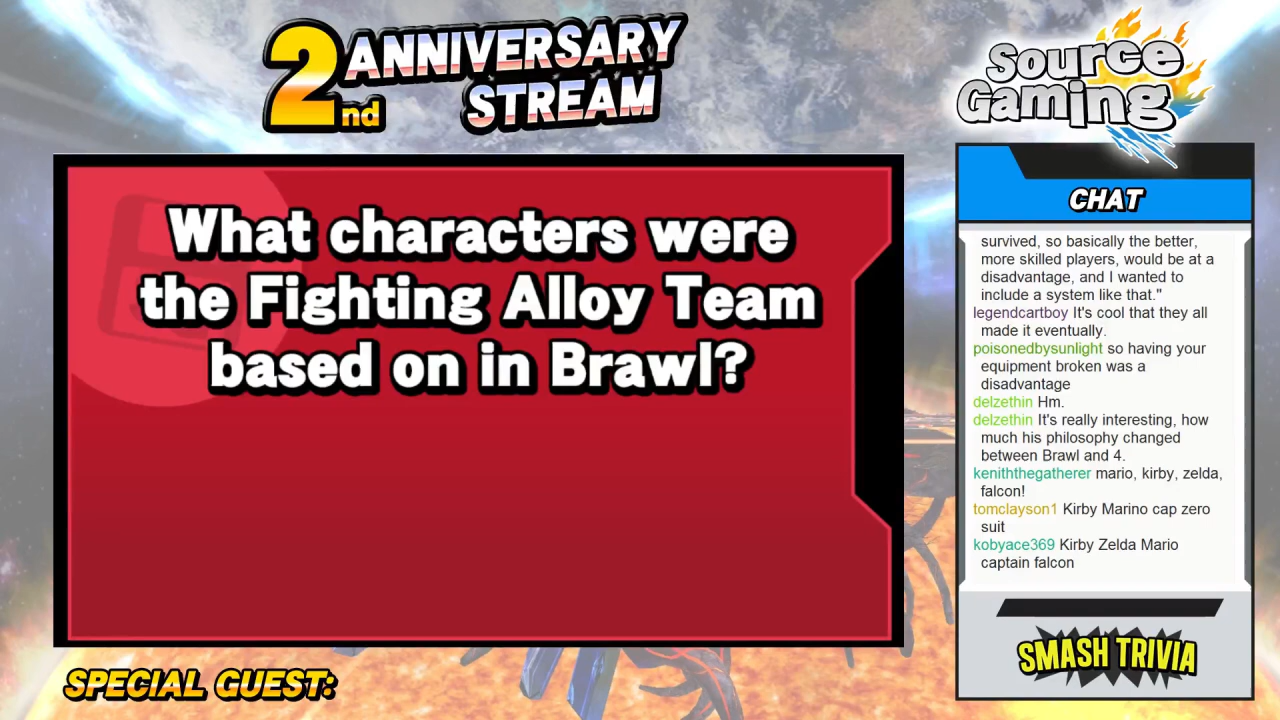 2nd ANNIVERSARY
STREAM
Source
Gaming
What characters were
the Fighting Alloy Team
based on in Brawl?
CHAT
survived, so basically the better,
more skilled players, would be at a
disadvantage, and I wanted to
include a system like that."
legendcartboy It's cool that they all
made it eventually.
poisonedbysunlight so having your
equipment broken was a
disadvantage
delzethin Hm.
delzethin It's really interesting, how
much his philosophy changed
between Brawl and 4.
keniththegatherer mario, kirby, zelda,
falcon!
tomclayson1 Kirby Marino cap zero
suit
kobyace369 Kirby Zelda Mario
captain falcon
SMASH TRIVIA
SPECIAL GUEST: